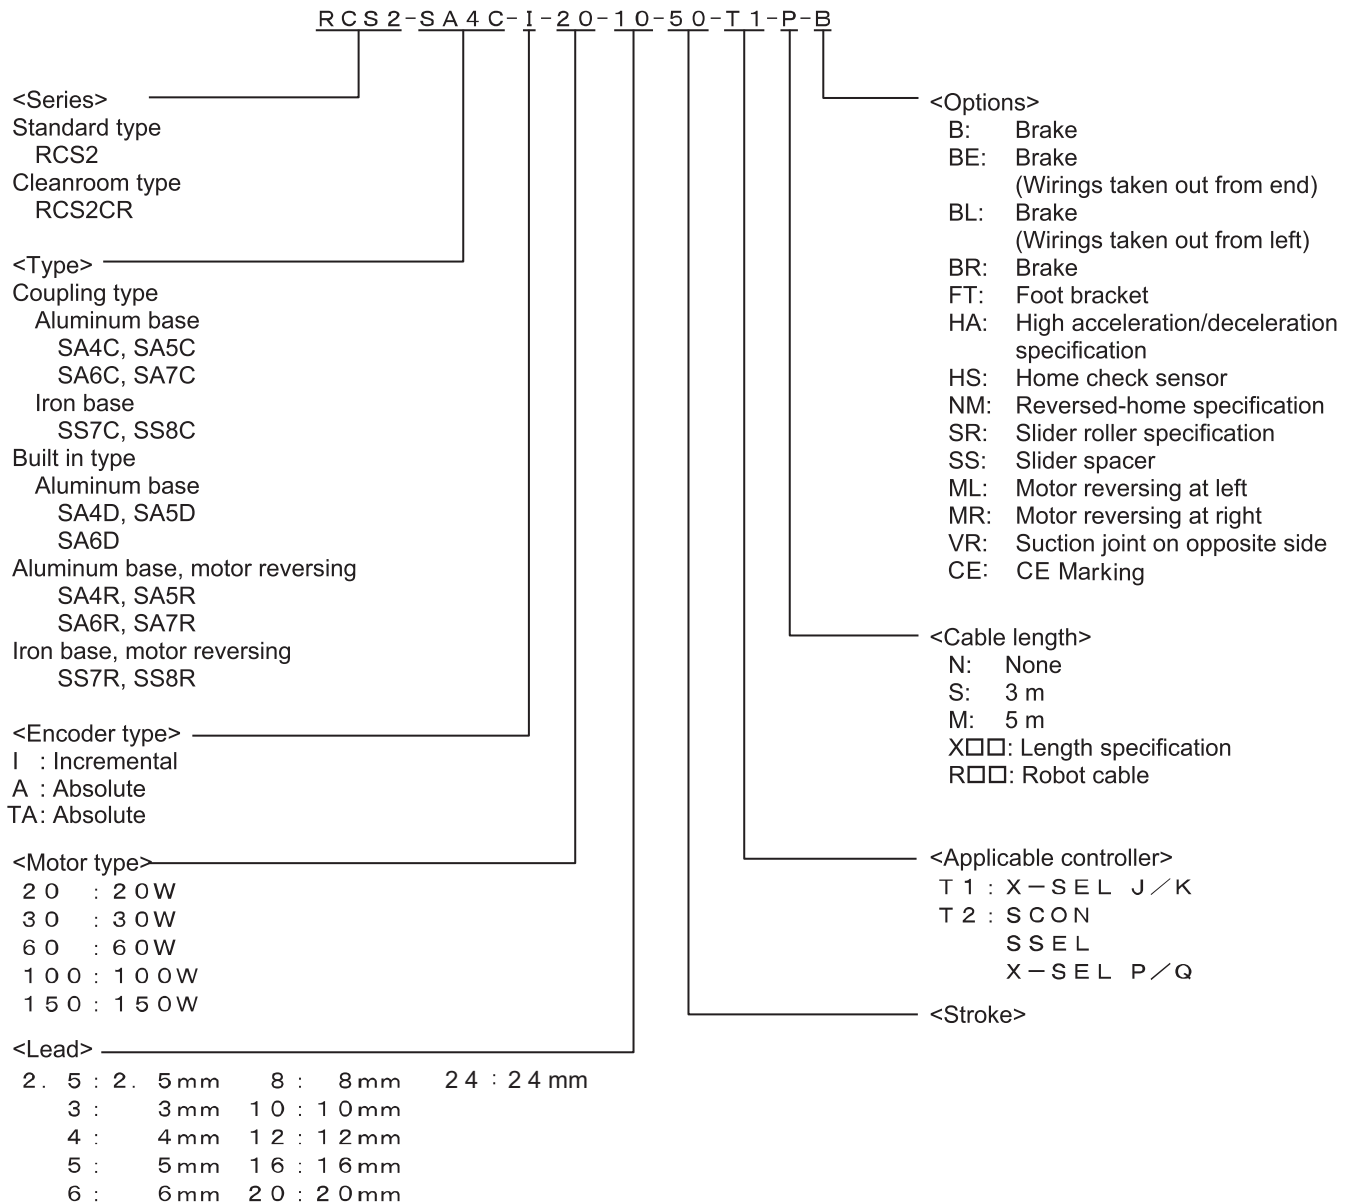 RCS2-SA4C-I-20-10-50-T1-P-B
<Series>
Standard type
RCS2
Cleanroom type
RCS2CR
<Type>
Coupling type
Aluminum base
SA4C, SA5C
SA6C, SA7C
Iron base
SS7C, SS8C
Built in type
Aluminum base
SA4D, SA5D
SA6D
Aluminum base, motor reversing
SA4R, SA5R
SA6R, SA7R
Iron base, motor reversing
SS7R, SS8R
<Encoder type>
I : Incremental
A : Absolute
TA: Absolute
<Motor type>
20 : 20W
30 : 30W
60 : 60W
100: 100W
150: 150W
<Lead>
2.5: 2.5mm 8: 8mm 24: 24mm
3: 3mm 10: 10mm
4: 4mm 12: 12mm
5: 5mm 16: 16mm
6: 6mm 20: 20mm
<Options>
B: Brake
BE: Brake
(Wirings taken out from end)
BL: Brake
(Wirings taken out from left)
BR: Brake
FT: Foot bracket
HA: High acceleration/deceleration
specification
HS: Home check sensor
NM: Reversed-home specification
SR: Slider roller specification
SS: Slider spacer
ML: Motor reversing at left
MR: Motor reversing at right
VR: Suction joint on opposite side
CE: CE Marking
<Cable length>
N: None
S: 3 m
M: 5 m
X□□: Length specification
R□□: Robot cable
<Applicable controller>
T1: X-SEL J/K
T2: SCON
SSEL
X-SEL P/Q
<Stroke>